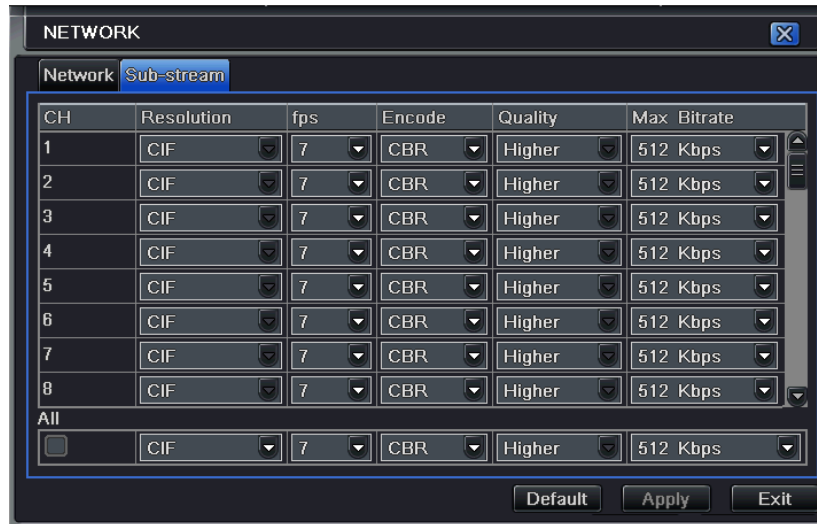 NETWORK
Network Sub-stream
CH Resolution fps Encode Quality Max Bitrate
1 CIF 7 CBR Higher 512 Kbps
2 CIF 7 CBR Higher 512 Kbps
3 CIF 7 CBR Higher 512 Kbps
4 CIF 7 CBR Higher 512 Kbps
5 CIF 7 CBR Higher 512 Kbps
6 CIF 7 CBR Higher 512 Kbps
7 CIF 7 CBR Higher 512 Kbps
8 CIF 7 CBR Higher 512 Kbps
All
CIF 7 CBR Higher 512 Kbps
Default Apply Exit